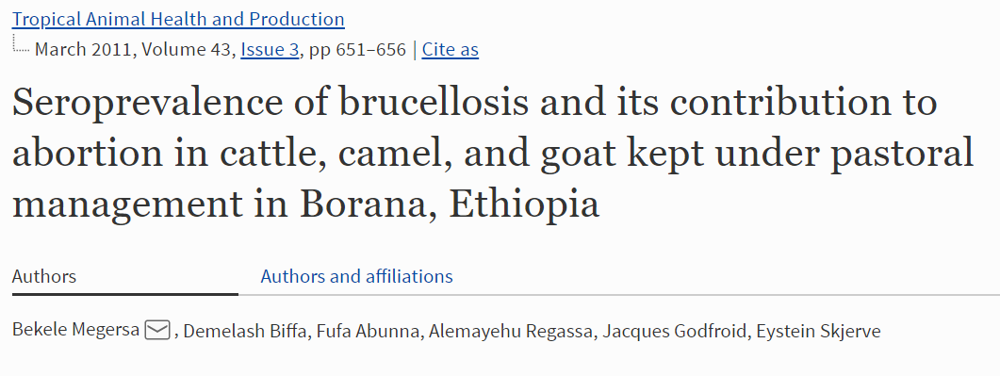 Tropical Animal Health and Production
March 2011, Volume 43, Issue 3, pp 651–656 | Cite as
Seroprevalence of brucellosis and its contribution to
abortion in cattle, camel, and goat kept under pastoral
management in Borana, Ethiopia
Authors Authors and affiliations
Bekele Megersa , Demelash Biffa, Fufa Abunna, Alemayehu Regassa, Jacques Godfroid, Eystein Skjerve